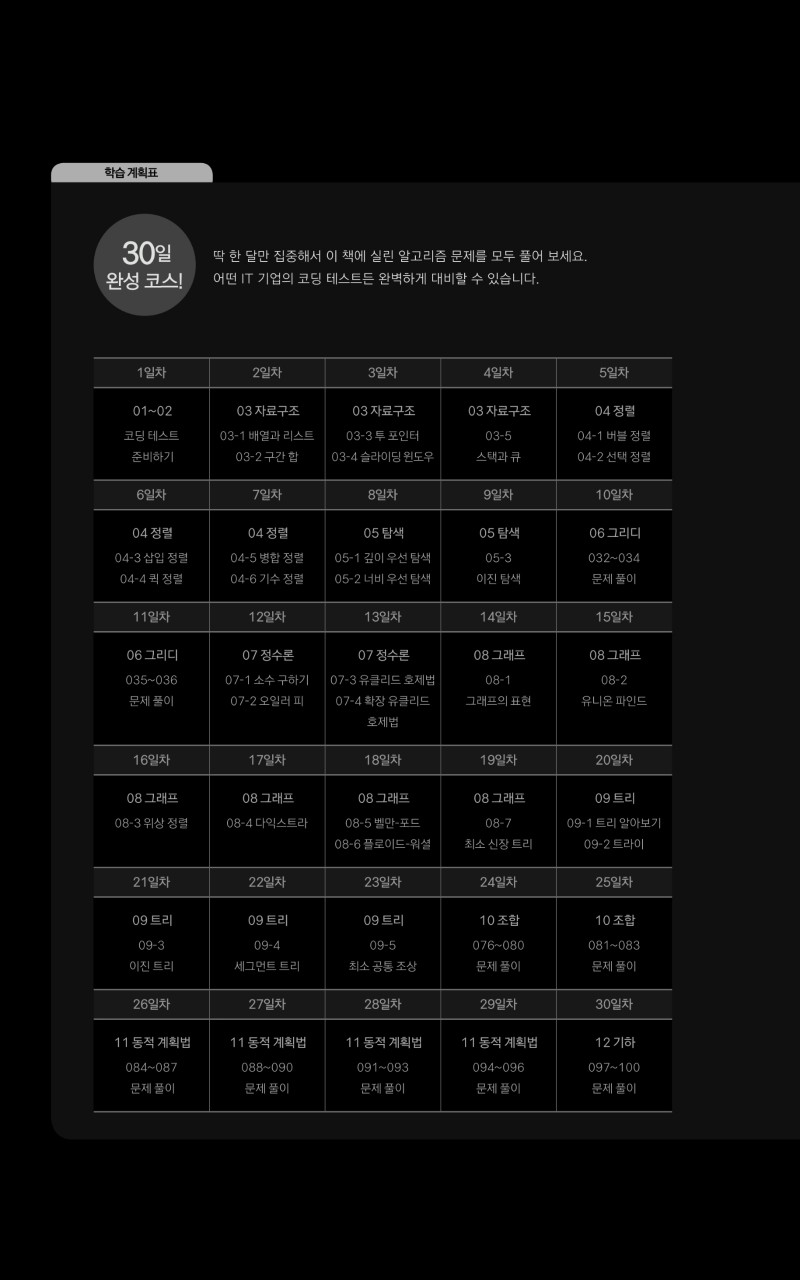 학습 계획표
30일
완성 코스!
딱 한 달만 집중해서 이 책에 실린 알고리즘 문제를 모두 풀어 보세요.
어떤 IT 기업의 코딩 테스트든 완벽하게 대비할 수 있습니다.
1일차 2일차 3일차 4일차 5일차
01~02 03 자료구조 03 자료구조 03 자료구조 04 정렬
코딩 테스트 03-1 배열과 리스트 03-3 투 포인터 03-5 04-1 버블 정렬
준비하기 03-2 구간 합 03-4 슬라이딩 윈도우 스택과 큐 04-2 선택 정렬
6일차 7일차 8일차 9일차 10일차
04 정렬 04 정렬 05 탐색 05 탐색 06 그리디
04-3 삽입 정렬 04-5 병합 정렬 05-1 깊이 우선 탐색 05-3 032~034
04-4 퀵 정렬 04-6 기수 정렬 05-2 너비 우선 탐색 이진 탐색 문제 풀이
11일차 12일차 13일차 14일차 15일차
06 그리디 07 정수론 07 정수론 08 그래프 08 그래프
035~036 07-1 소수 구하기 07-3 유클리드 호제법 08-1 08-2
문제 풀이 07-2 오일러 피 07-4 확장 유클리드 그래프의 표현 유니온 파인드
호제법
16일차 17일차 18일차 19일차 20일차
08 그래프 08 그래프 08 그래프 08 그래프 09 트리
08-3 위상 정렬 08-4 다익스트라 08-5 벨만-포드 08-7 09-1 트리 알아보기
08-6 플로이드-워셜 최소 신장 트리 09-2 트라이
21일차 22일차 23일차 24일차 25일차
09 트리 09 트리 09 트리 10 조합 10 조합
09-3 09-4 09-5 076~080 081~083
이진 트리 세그먼트 트리 최소 공통 조상 문제 풀이 문제 풀이
26일차 27일차 28일차 29일차 30일차
11 동적 계획법 11 동적 계획법 11 동적 계획법 11 동적 계획법 12 기하
084~087 088~090 091~093 094~096 097~100
문제 풀이 문제 풀이 문제 풀이 문제 풀이 문제 풀이